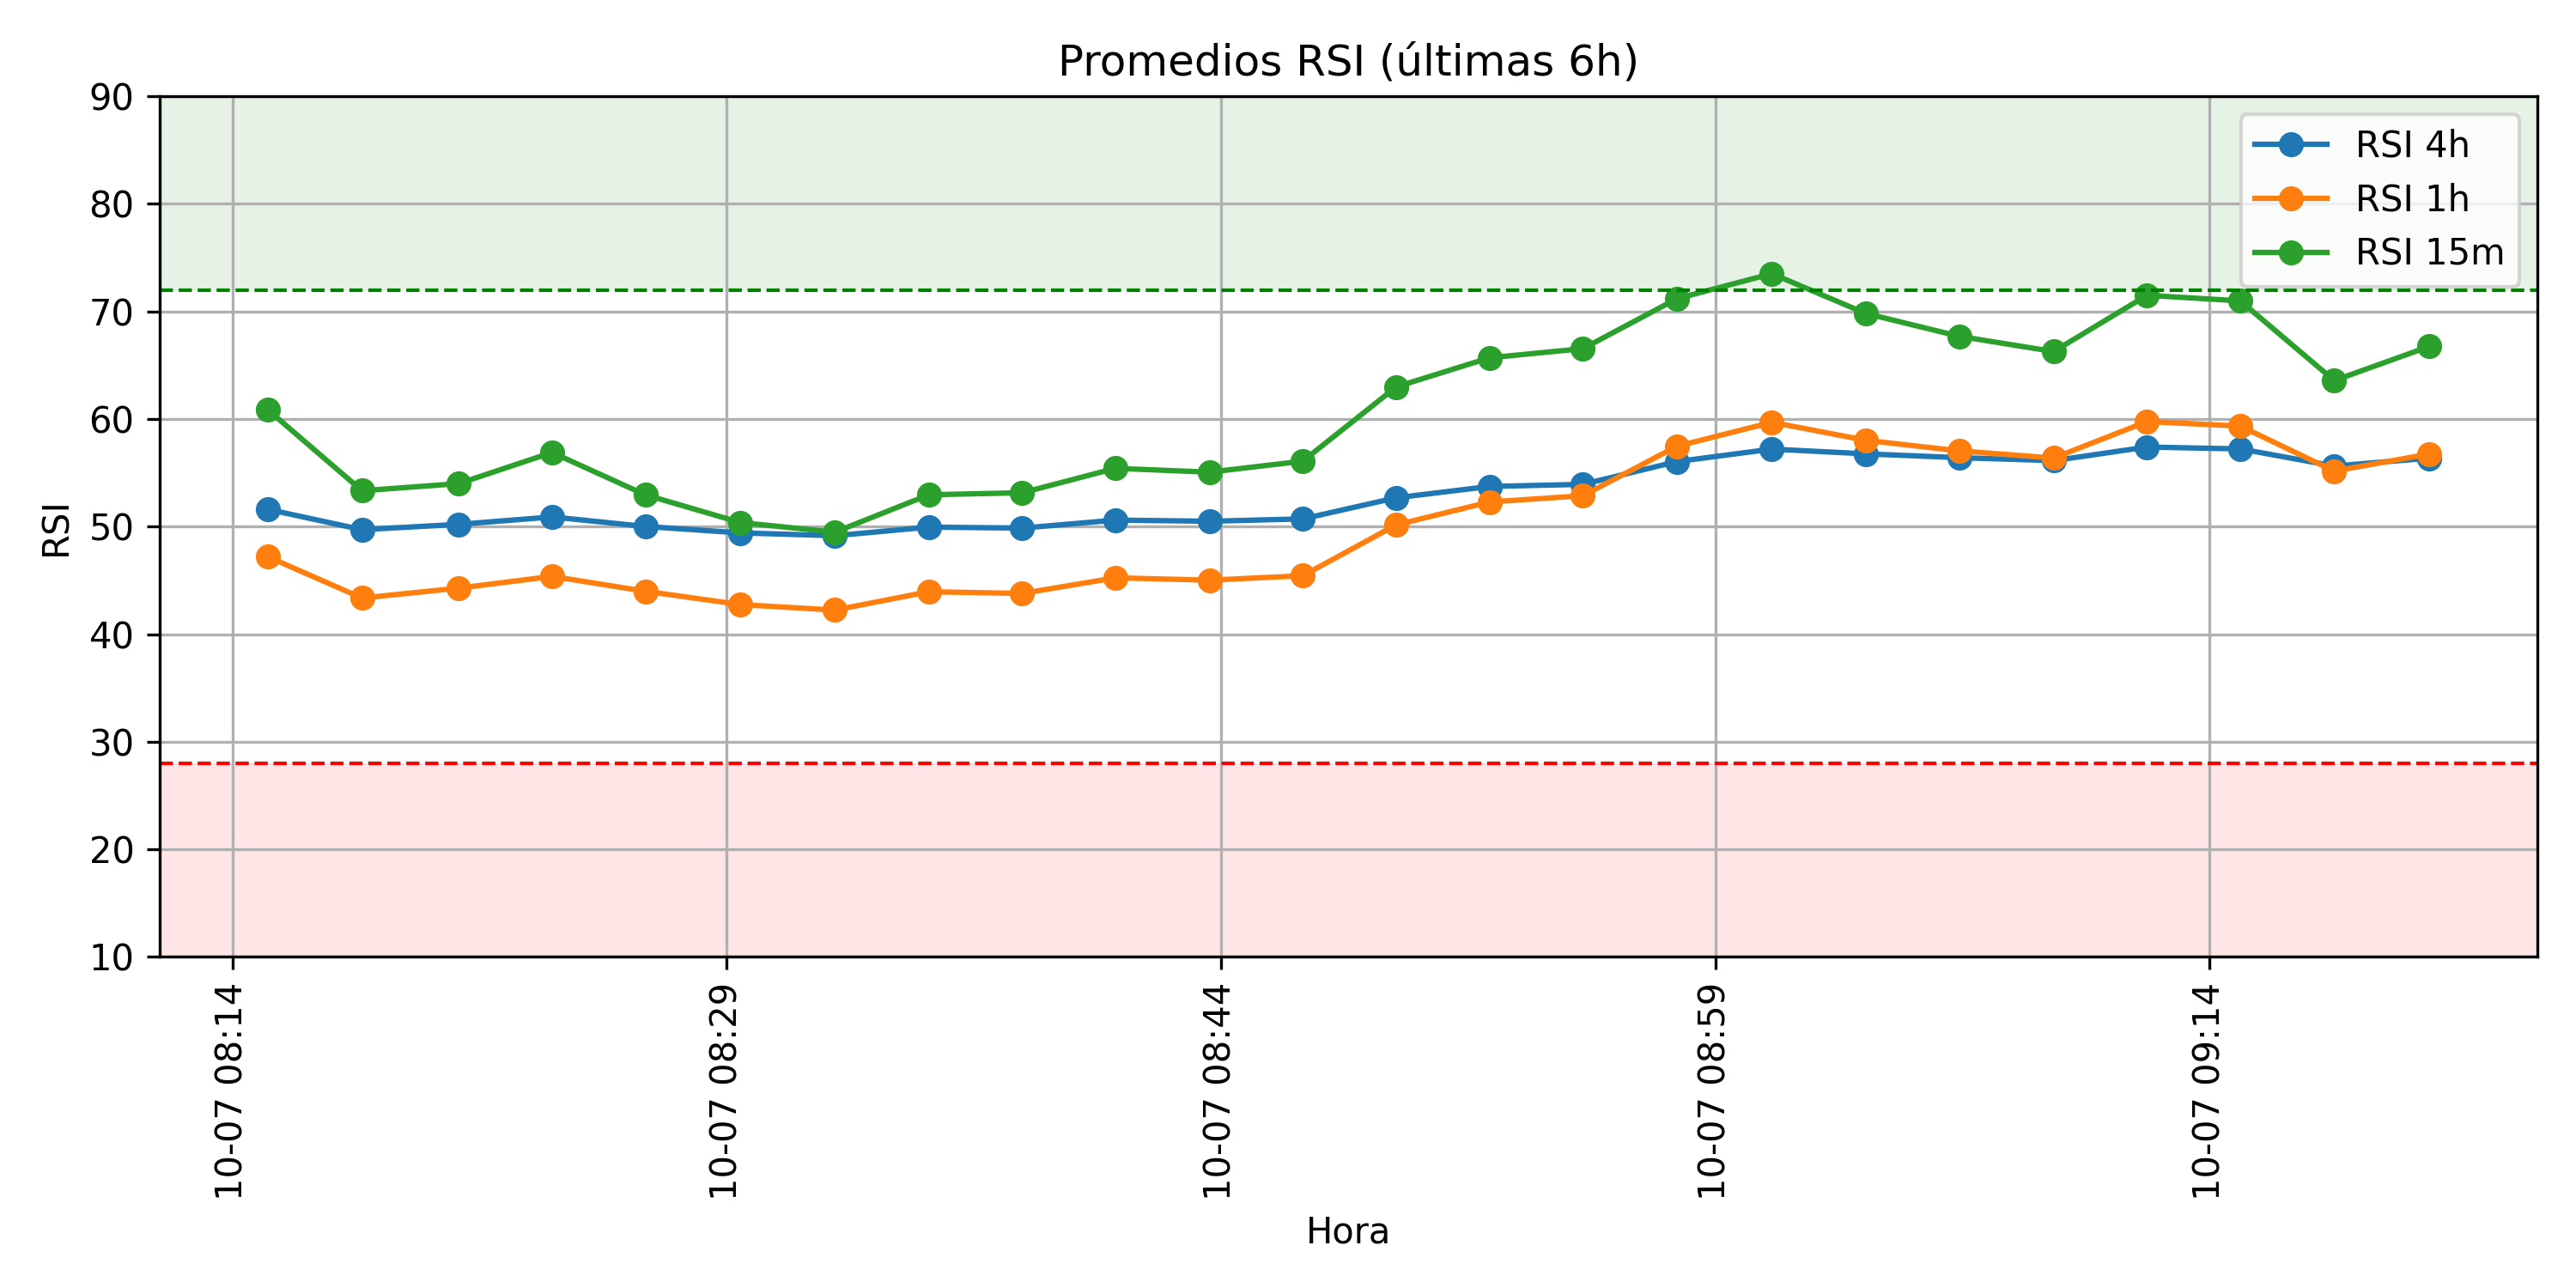 Promedios RSI (últimas 6h)
RSI 4h
RSI 1h
RSI 15m
RSI
90
80
70
60
50
40
30
20
10
10-07 08:14
10-07 08:29
10-07 08:44
10-07 08:59
10-07 09:14
Hora